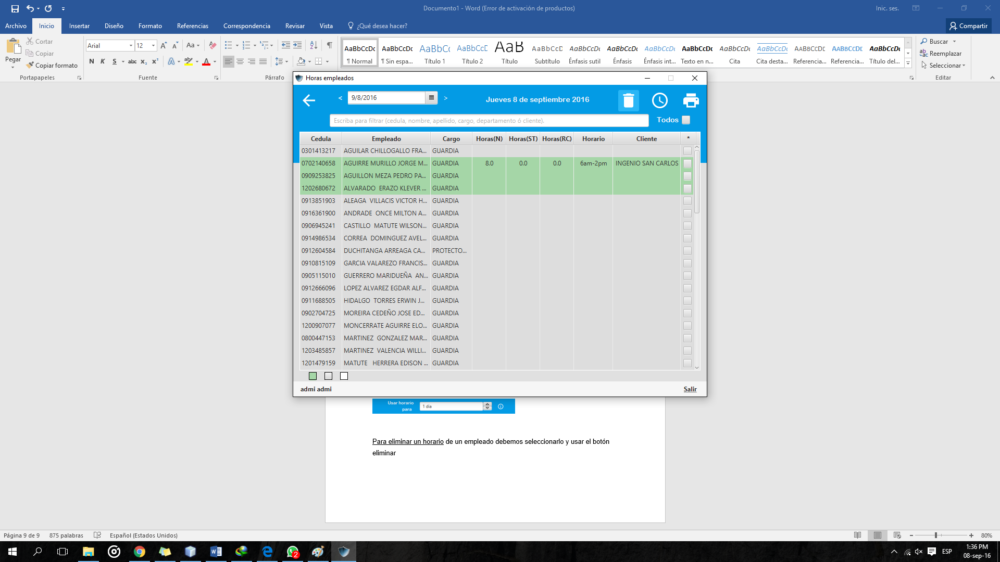 Documento1 - Word (Error de activación de productos)
Inic. ses.
Archivo Inicio Insertar Diseño Formato Referencias Correspondencia Revisar Vista ¿Qué desea hacer? Compartir
Pegar
Cortar
Copiar
Copiar formato
Portapapeles
Arial 12
Aa
N K S abc x₂ x²
A A
Fuente
Párrafo
AaBbCcDc AaBbCcDc AaBbCc AaBbCcD AaB AaBbCcD AaBbCcDc AaBbCcDc AaBbCcDc AaBbCcDc AaBbCcDc AaBbCcDc AABBCCDE AABBCCDE AaBbCcDc
¶ Normal ¶ Sin espa... Título 1 Título 2 Título Subtítulo Énfasis sutil Énfasis Énfasis int... Texto en n... Cita Cita desta... Referencia... Referencia... Título del...
Buscar
Reemplazar
Seleccionar
Editar
Horas empleados
< 9/8/2016 >
Jueves 8 de septiembre 2016
Escriba para filtrar (cedula, nombre, apellido, cargo, departamento ó cliente).
Todos
Cedula Empleado Cargo Horas(N) Horas(ST) Horas(RC) Horario Cliente *
0301413217 AGUILAR CHILLOGALLO FRA... GUARDIA
0702140658 AGUIRRE MURILLO JORGE M... GUARDIA 8.0 0.0 0.0 6am-2pm INGENIO SAN CARLOS
0909253825 AGUILLON MEZA PEDRO PA... GUARDIA
1202680672 ALVARADO ERAZO KLEVER ... GUARDIA
0913851903 ALEAGA VILLACIS VICTOR H... GUARDIA
0916361900 ANDRADE ONCE MILTON A... GUARDIA
0906945241 CASTILLO MATUTE WILSON... GUARDIA
0914986534 CORREA DOMINGUEZ AVEL... GUARDIA
0912604584 DUCHITANGA ARREAGA CA... PROTECTO...
0910815109 GARCIA VALAREZO FRANCIS... GUARDIA
0905115010 GUERRERO MARIDUEÑA AN... GUARDIA
0912666096 LOPEZ ALVAREZ EGDAR ALF... GUARDIA
0911688505 HIDALGO TORRES ERWIN J... GUARDIA
0902704725 MOREIRA CEDEÑO JOSE ED... GUARDIA
1200907077 MONCERRATE AGUIRRE ELO... GUARDIA
0800447153 MARTINEZ GONZALEZ MAR... GUARDIA
1203485857 MARTINEZ VALENCIA WILLI... GUARDIA
1201479159 MATUTE HERRERA EDISON ... GUARDIA
admi admi
Salir
Usar horario
para
1 dia
Para eliminar un horario de un empleado debemos seleccionarlo y usar el botón
eliminar
Página 9 de 9 875 palabras Español (Estados Unidos)
80%
2
ESP
1:36 PM
08-sep-16